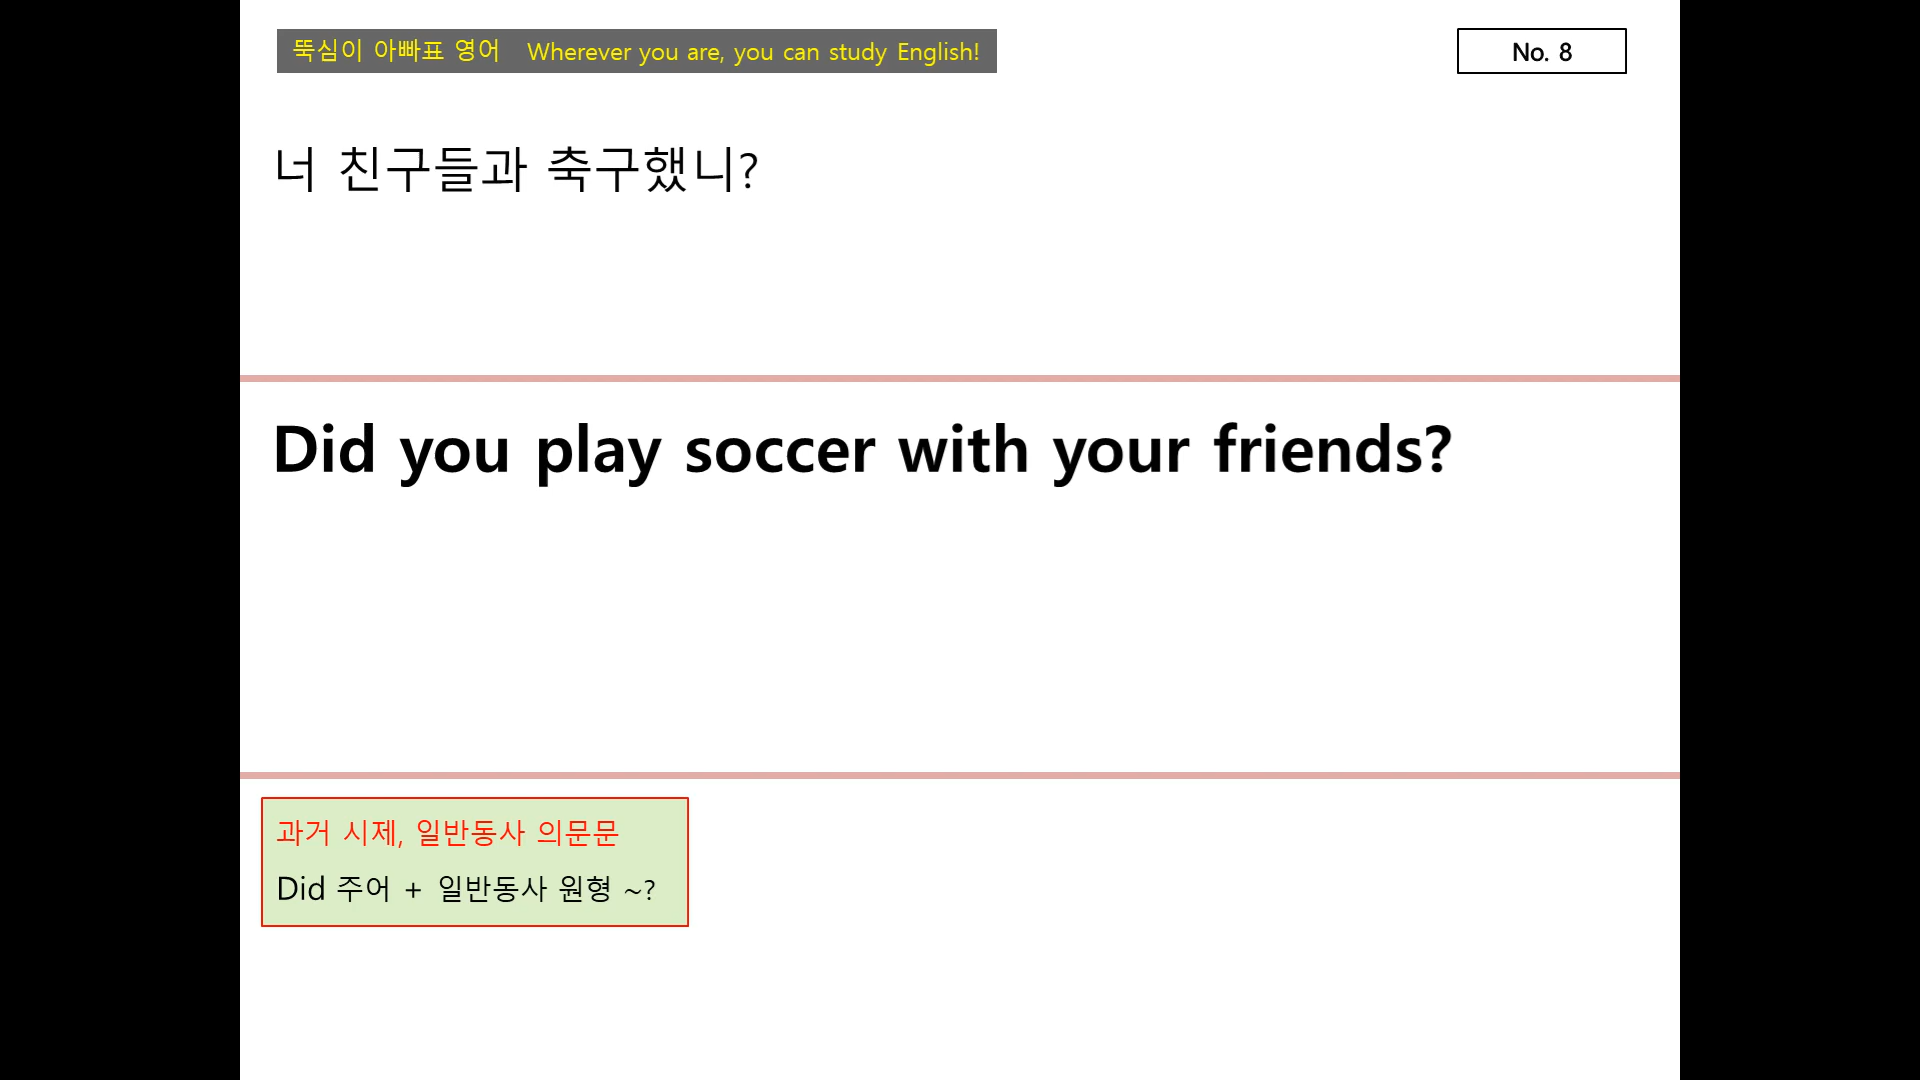 뚝심이 아빠표 영어 Wherever you are, you can study English!
No. 8
너 친구들과 축구했니?
Did you play soccer with your friends?
과거 시제, 일반동사 의문문
Did 주어 + 일반동사 원형 ~?